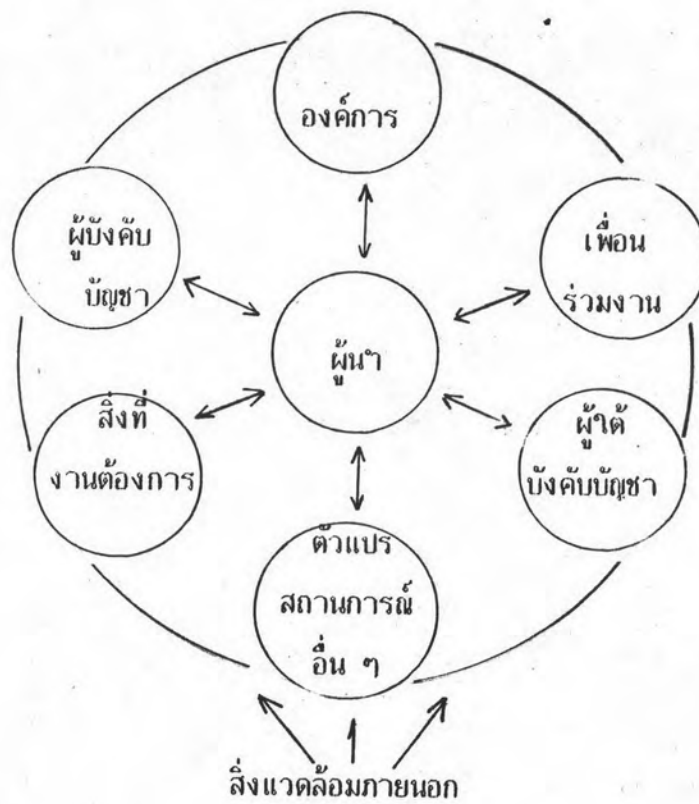 องค์การ
ผู้บังคับ
บัญชา
เพื่อน
ร่วมงาน
ผู้นำ
สิ่งที่
งานต้องการ
ผู้ใต้
บังคับบัญชา
ตัวแปร
สถานการณ์
อื่น ๆ
สิ่งแวดล้อมภายนอก